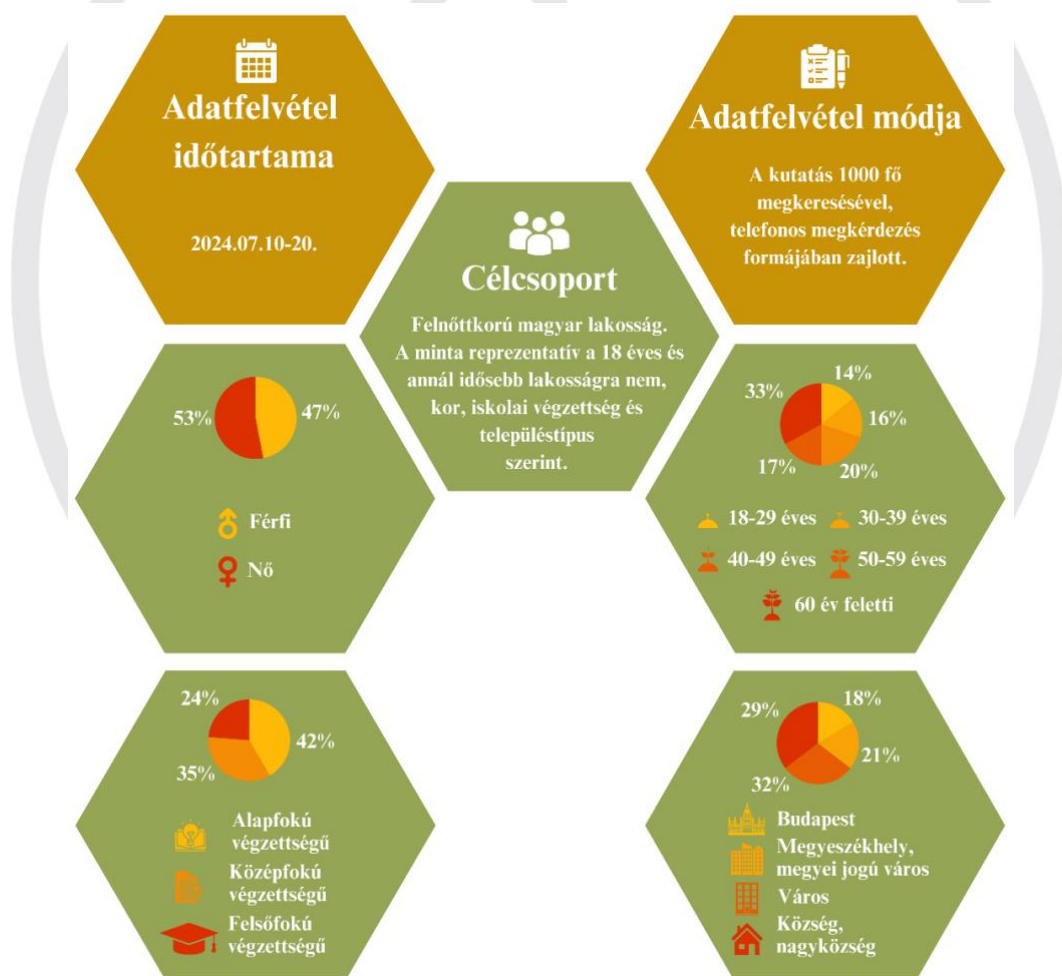 Adatfelvétel
időtartama
2024.07.10-20.
Adatfelvétel módja
A kutatás 1000 fő
megkeresésével,
telefonos megkérdezés
formájában zajlott.
Célcsoport
Felnőttkorú magyar lakosság.
A minta reprezentatív a 18 éves és
annál idősebb lakosságra nem,
kor, iskolai végzettség és
településtípus
szerint.
53%
47%
Férfi
Nő
14%
33%
16%
17%
20%
18-29 éves
30-39 éves
40-49 éves
50-59 éves
60 év feletti
24%
42%
35%
Alapfokú
végzettségű
Középfokú
végzettségű
Felsőfokú
végzettségű
18%
29%
21%
32%
Budapest
Megyeszékhely,
megyei jogú város
Város
Község,
nagyközség